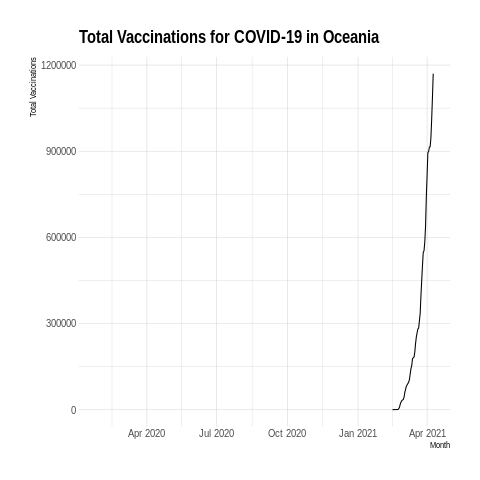 Total Vaccinations for COVID-19 in Oceania
Total Vaccinations
1200000
900000
600000
300000
0
Apr 2020 Jul 2020 Oct 2020 Jan 2021 Apr 2021
Month